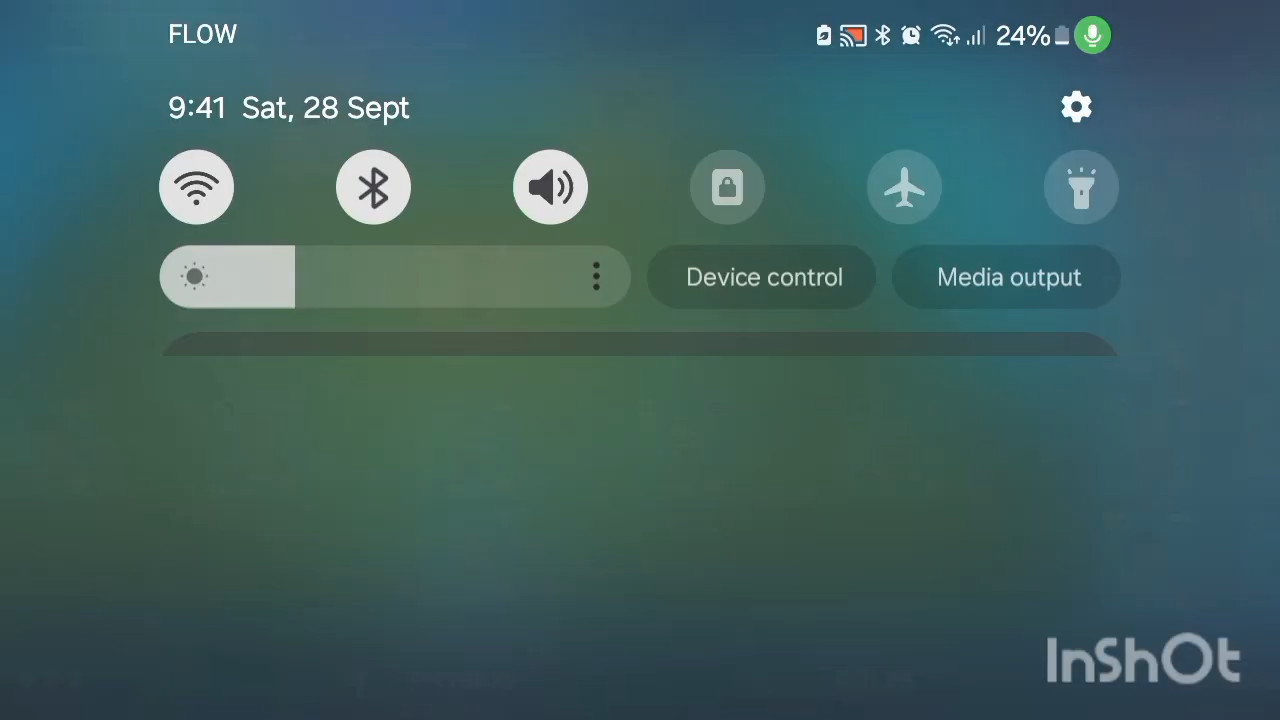 FLOW
24%
9:41 Sat, 28 Sept
Device control
Media output
InShOt